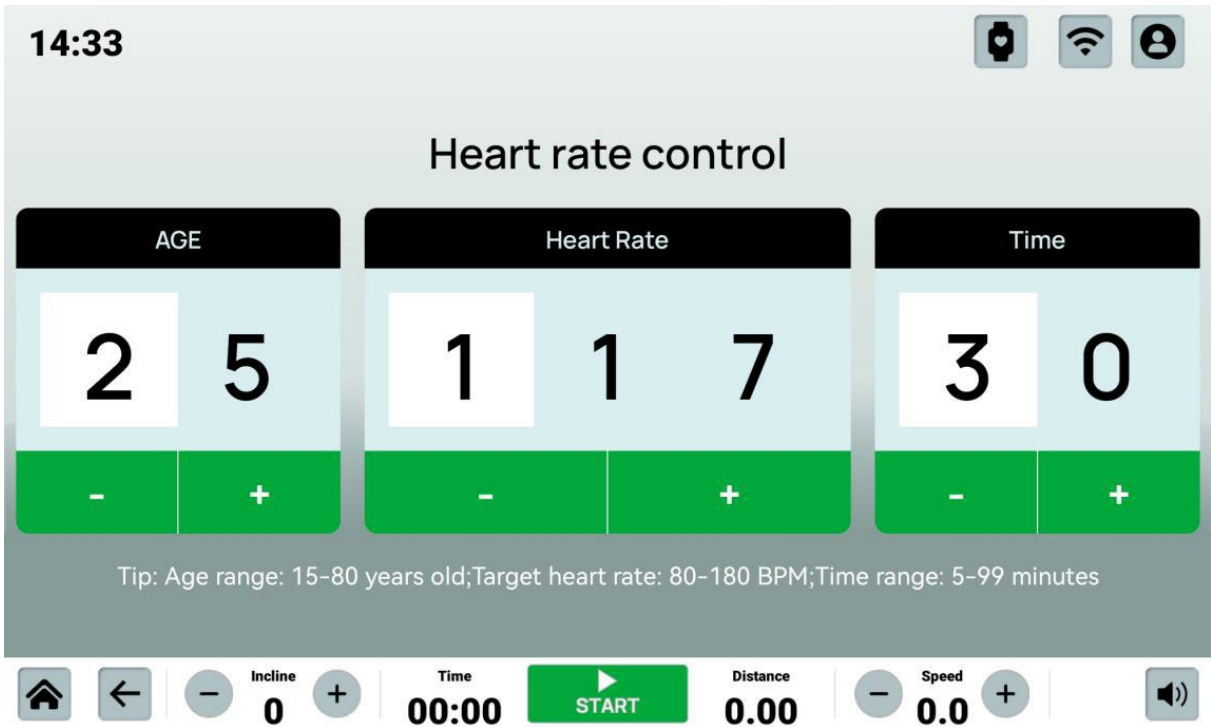 14:33
Heart rate control
AGE
Heart Rate
Time
2 5
1 1 7
3 0
- +
- +
- +
Tip: Age range: 15-80 years old;Target heart rate: 80-180 BPM;Time range: 5-99 minutes
Incline
0
Time
00:00
START
Distance
0.00
Speed
0.0